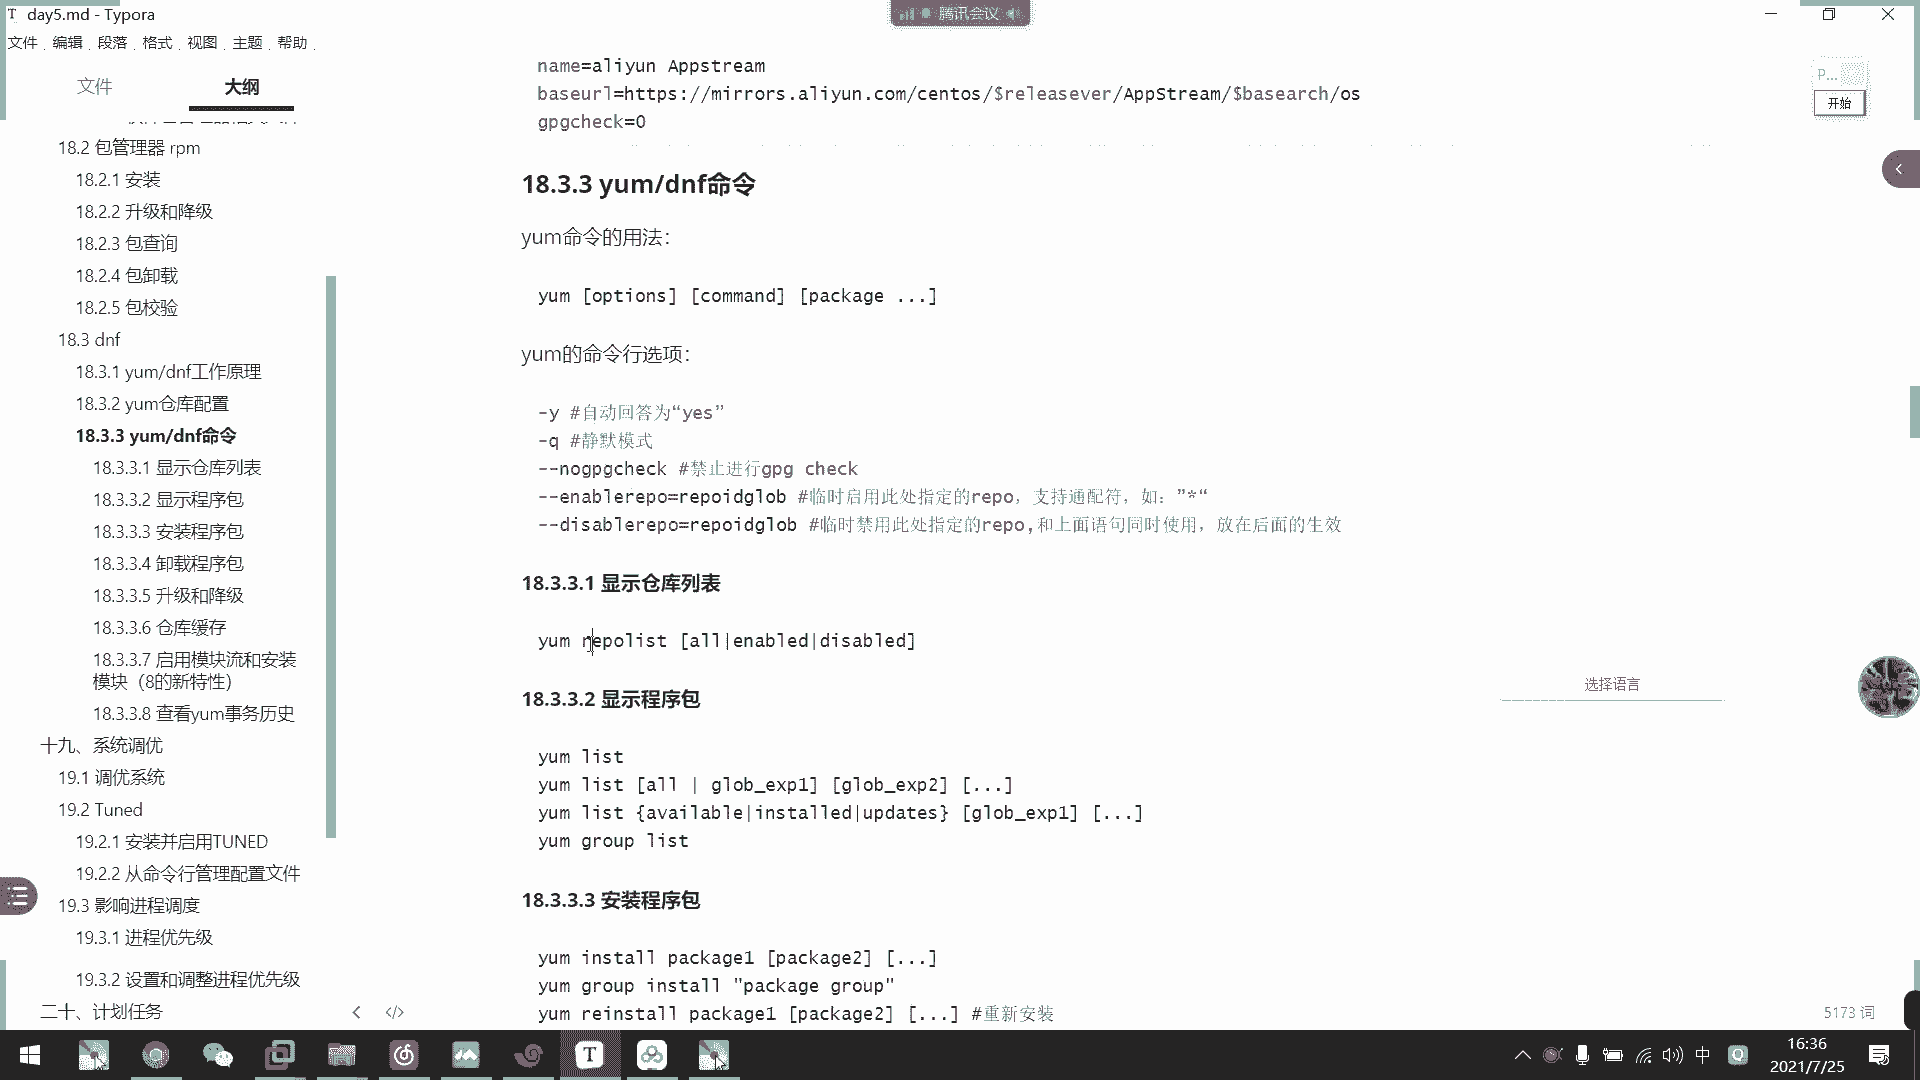 day5.md - Typora
腾讯会议
文件 编辑 段落 格式 视图 主题 帮助
文件 大纲
18.2 包管理器 rpm
18.2.1 安装
18.2.2 升级和降级
18.2.3 包查询
18.2.4 包卸载
18.2.5 包校验
18.3 dnf
18.3.1 yum/dnf工作原理
18.3.2 yum仓库配置
18.3.3 yum/dnf命令
18.3.3.1 显示仓库列表
18.3.3.2 显示程序包
18.3.3.3 安装程序包
18.3.3.4 卸载程序包
18.3.3.5 升级和降级
18.3.3.6 仓库缓存
18.3.3.7 启用模块流和安装
模块（8的新特性）
18.3.3.8 查看yum事务历史
十九、系统调优
19.1 调优系统
19.2 Tuned
19.2.1 安装并启用TUNED
19.2.2 从命令行管理配置文件
19.3 影响进程调度
19.3.1 进程优先级
19.3.2 设置和调整进程优先级
二十、计划任务
name=aliyun Appstream
baseurl=https://mirrors.aliyun.com/centos/$releasever/AppStream/$basearch/os
gpgcheck=0
18.3.3 yum/dnf命令
yum命令的用法：
yum [options] [command] [package ...]
yum的命令行选项：
-y #自动回答为“yes”
-q #静默模式
--nogpgcheck #禁止进行gpg check
--enablerepo=repoidglob #临时启用此处指定的repo，支持通配符，如：”*“
--disablerepo=repoidglob #临时禁用此处指定的repo,和上面语句同时使用，放在后面的生效
18.3.3.1 显示仓库列表
yum repolist [all|enabled|disabled]
18.3.3.2 显示程序包
yum list
yum list [all | glob_exp1] [glob_exp2] [...]
yum list {available|installed|updates} [glob_exp1] [...]
yum group list
18.3.3.3 安装程序包
yum install package1 [package2] [...]
yum group install "package group"
yum reinstall package1 [package2] [...] #重新安装
P...
开始
选择语言
5173 词
中
16:36
2021/7/25